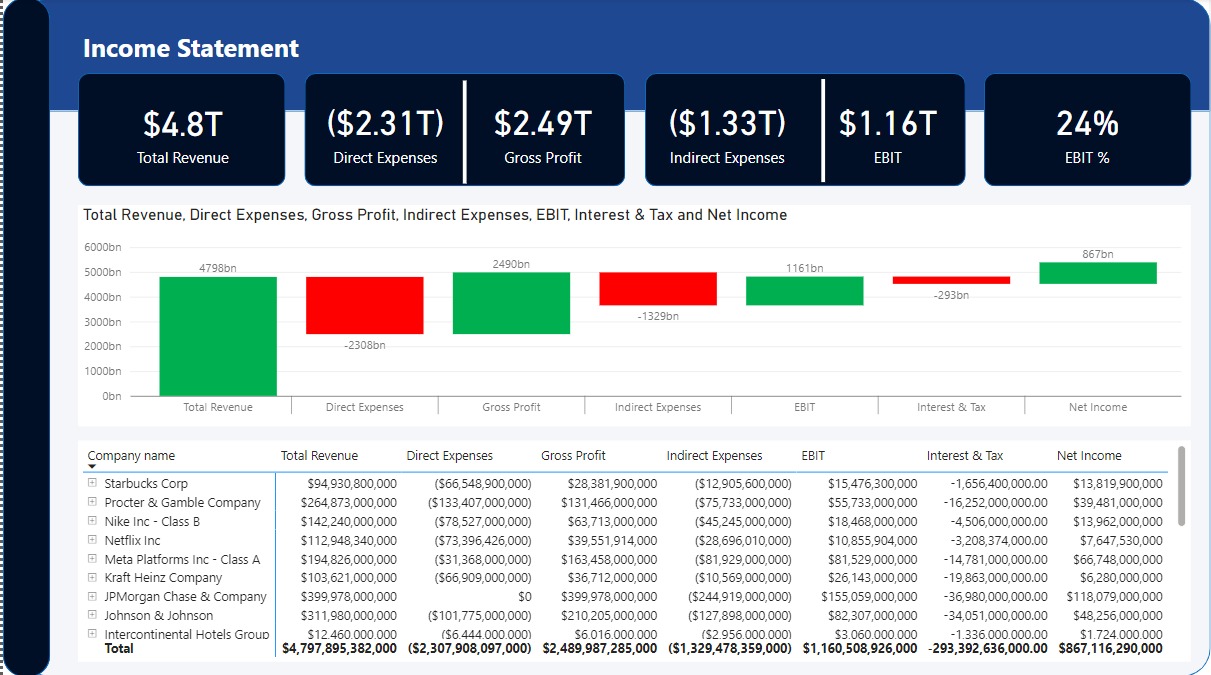 Income Statement
$4.8T
Total Revenue
($2.31T)
Direct Expenses
$2.49T
Gross Profit
($1.33T)
Indirect Expenses
$1.16T
EBIT
24%
EBIT %
Total Revenue, Direct Expenses, Gross Profit, Indirect Expenses, EBIT, Interest & Tax and Net Income
6000bn
5000bn
4000bn
3000bn
2000bn
1000bn
0bn
4798bn
-2308bn
2490bn
-1329bn
1161bn
-293bn
867bn
Total Revenue
Direct Expenses
Gross Profit
Indirect Expenses
EBIT
Interest & Tax
Net Income
Company name Total Revenue Direct Expenses Gross Profit Indirect Expenses EBIT Interest & Tax Net Income
Starbucks Corp $94,930,800,000 ($66,548,900,000) $28,381,900,000 ($12,905,600,000) $15,476,300,000 -1,656,400,000.00 $13,819,900,000
Procter & Gamble Company $264,873,000,000 ($133,407,000,000) $131,466,000,000 ($75,733,000,000) $55,733,000,000 -16,252,000,000.00 $39,481,000,000
Nike Inc - Class B $142,240,000,000 ($78,527,000,000) $63,713,000,000 ($45,245,000,000) $18,468,000,000 -4,506,000,000.00 $13,962,000,000
Netflix Inc $112,948,340,000 ($73,396,426,000) $39,551,914,000 ($28,696,010,000) $10,855,904,000 -3,208,374,000.00 $7,647,530,000
Meta Platforms Inc - Class A $194,826,000,000 ($31,368,000,000) $163,458,000,000 ($81,929,000,000) $81,529,000,000 -14,781,000,000.00 $66,748,000,000
Kraft Heinz Company $103,621,000,000 ($66,909,000,000) $36,712,000,000 ($10,569,000,000) $26,143,000,000 -19,863,000,000.00 $6,280,000,000
JPMorgan Chase & Company $399,978,000,000 $0 $399,978,000,000 ($244,919,000,000) $155,059,000,000 -36,980,000,000.00 $118,079,000,000
Johnson & Johnson $311,980,000,000 ($101,775,000,000) $210,205,000,000 ($127,898,000,000) $82,307,000,000 -34,051,000,000.00 $48,256,000,000
Intercontinental Hotels Group $12,460,000,000 ($6,444,000,000) $6,016,000,000 ($2,956,000,000) $3,060,000,000 -1,336,000,000.00 $1,724,000,000
Total $4,797,895,382,000 ($2,307,908,097,000) $2,489,987,285,000 ($1,329,478,359,000) $1,160,508,926,000 -293,392,636,000.00 $867,116,290,000